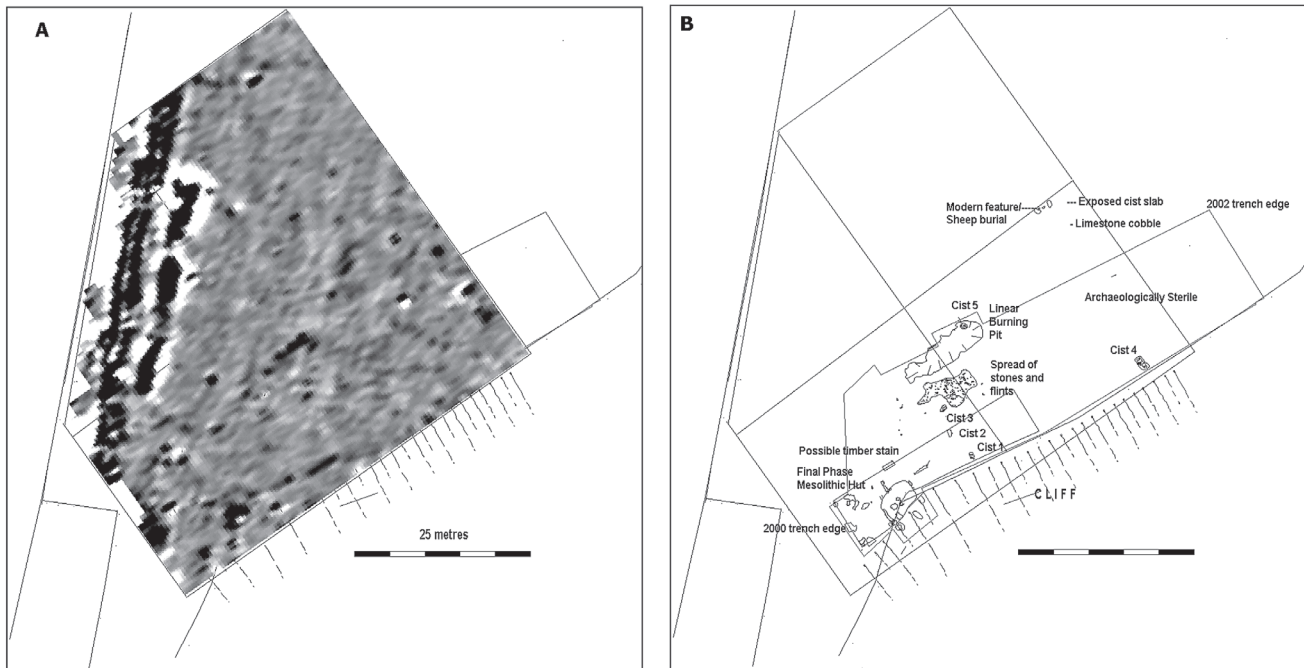 A
25 metres
B
Modern feature/
Sheep burial
Exposed cist slab
Limestone cobble
2002 trench edge
Archaeologically Sterile
Cist 5
Linear
Burning
Pit
Cist 4
Spread of
stones and
flints
Cist 3
Cist 2
Cist 1
Possible timber stain
Final Phase
Mesolithic Hut
2000 trench edge
CLIFF